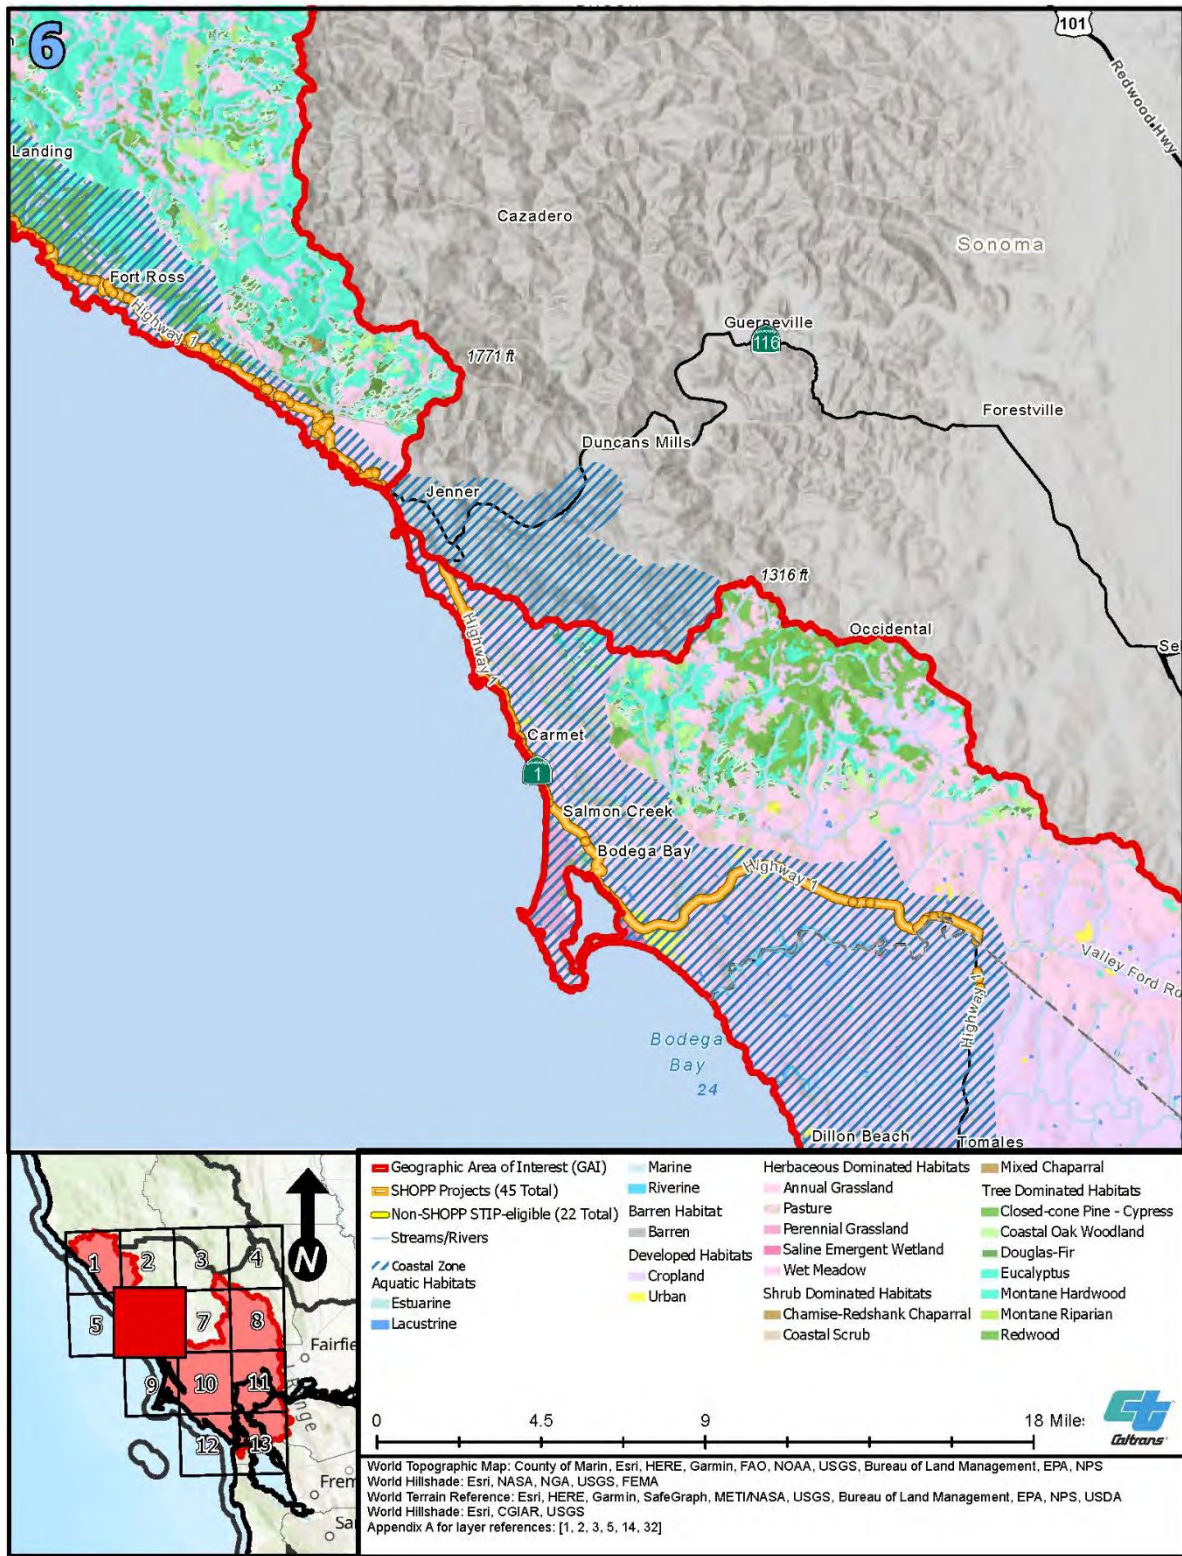 6
101
Redwood Hwy
Landing
Cazadero
Sonoma
Fort Ross
Highway 1
Guerneville
116
1771 ft
Forestville
Duncans Mills
Jenner
1316 ft
Occidental
Highway 1
Carmet
1
Salmon Creek
Bodega Bay
Highway 1
Valley Ford Rd
Highway 1
Bodega
Bay
24
Dillon Beach
Tomales
1
2
3
4
5
7
8
9
10
11
12
13
N
Fairfie
Range
Frem
Geographic Area of Interest (GAI)
SHOPP Projects (45 Total)
Non-SHOPP STIP-eligible (22 Total)
Streams/Rivers
Coastal Zone
Aquatic Habitats
Estuarine
Lacustrine
Marine
Riverine
Barren Habitat
Barren
Developed Habitats
Cropland
Urban
Herbaceous Dominated Habitats
Annual Grassland
Pasture
Perennial Grassland
Saline Emergent Wetland
Wet Meadow
Shrub Dominated Habitats
Chamise-Redshank Chaparral
Coastal Scrub
Mixed Chaparral
Tree Dominated Habitats
Closed-cone Pine - Cypress
Coastal Oak Woodland
Douglas-Fir
Eucalyptus
Montane Hardwood
Montane Riparian
Redwood
0 4.5 9 18 Miles
Caltrans
World Topographic Map: County of Marin, Esri, HERE, Garmin, FAO, NOAA, USGS, Bureau of Land Management, EPA, NPS
World Hillshade: Esri, NASA, NGA, USGS, FEMA
World Terrain Reference: Esri, HERE, Garmin, SafeGraph, METI/NASA, USGS, Bureau of Land Management, EPA, NPS, USDA
World Hillshade: Esri, CGIAR, USGS
Appendix A for layer references: [1, 2, 3, 5, 14, 32]